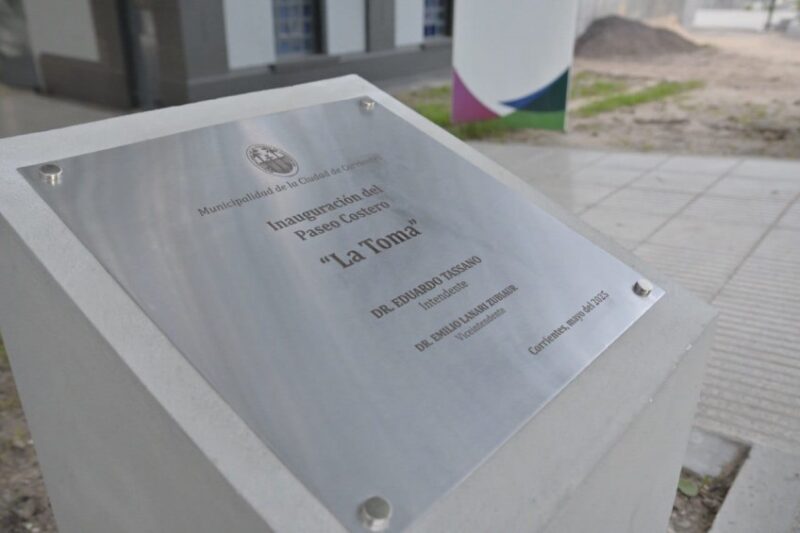 Municipalidad de la Ciudad de Corrientes
Inauguración del
Paseo Costero
“La Toma”
DR. EDUARDO TASSANO
Intendente
DR. EMILIO LANARI ZUBIAUR
Viceintendente
Corrientes, mayo del 2025